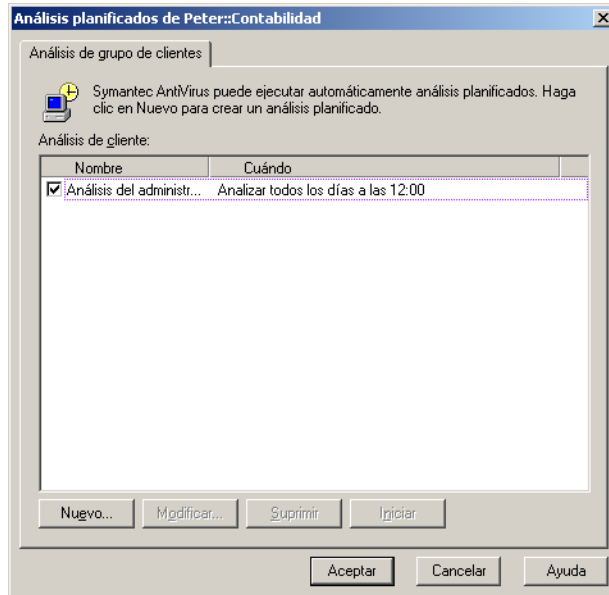 Análisis planificados de Peter::Contabilidad
Análisis de grupo de clientes
Symantec AntiVirus puede ejecutar automáticamente análisis planificados. Haga
clic en Nuevo para crear un análisis planificado.
Análisis de cliente:
Nombre Cuándo
Análisis del administr... Analizar todos los días a las 12:00
Nuevo... Modificar... Suprimir Iniciar
Aceptar Cancelar Ayuda